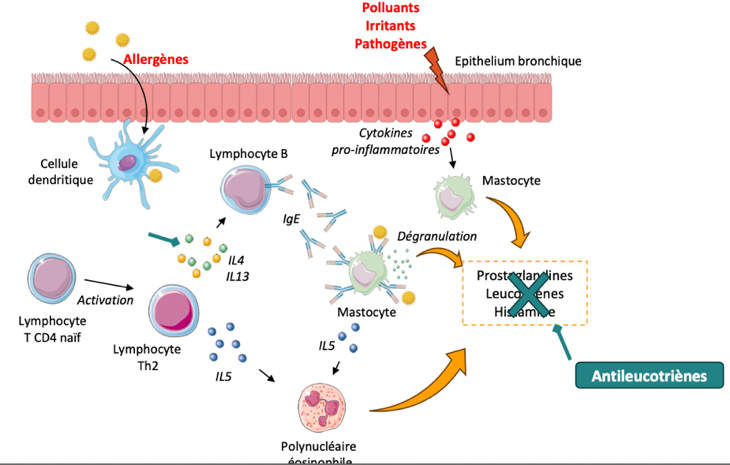 Polluants
Irritants
Pathogènes
Allergènes
Epithelium bronchique
Cytokines
pro-inflammatoires
Cellule
dendritique
Lymphocyte B
Mastocyte
IgE
Dégranulation
IL4
IL13
Prostaglandines
Leucotriènes
Histamine
Activation
Mastocyte
Lymphocyte
T CD4 naïf
Lymphocyte
Th2
IL5
IL5
Antileucotriènes
Polynucléaire
éosinophile